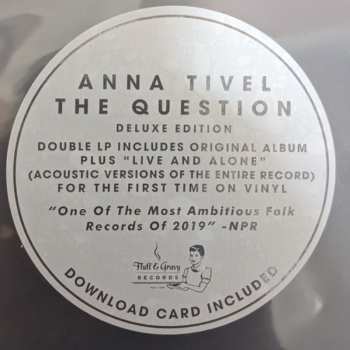 ANNA TIVEL
THE QUESTION
DELUXE EDITION
DOUBLE LP INCLUDES ORIGINAL ALBUM
PLUS "LIVE AND ALONE"
(ACOUSTIC VERSIONS OF THE ENTIRE RECORD)
FOR THE FIRST TIME ON VINYL
"One Of The Most Ambitious Folk
Records Of 2019" -NPR
Fluff & Gravy
RECORDS
DOWNLOAD CARD INCLUDED